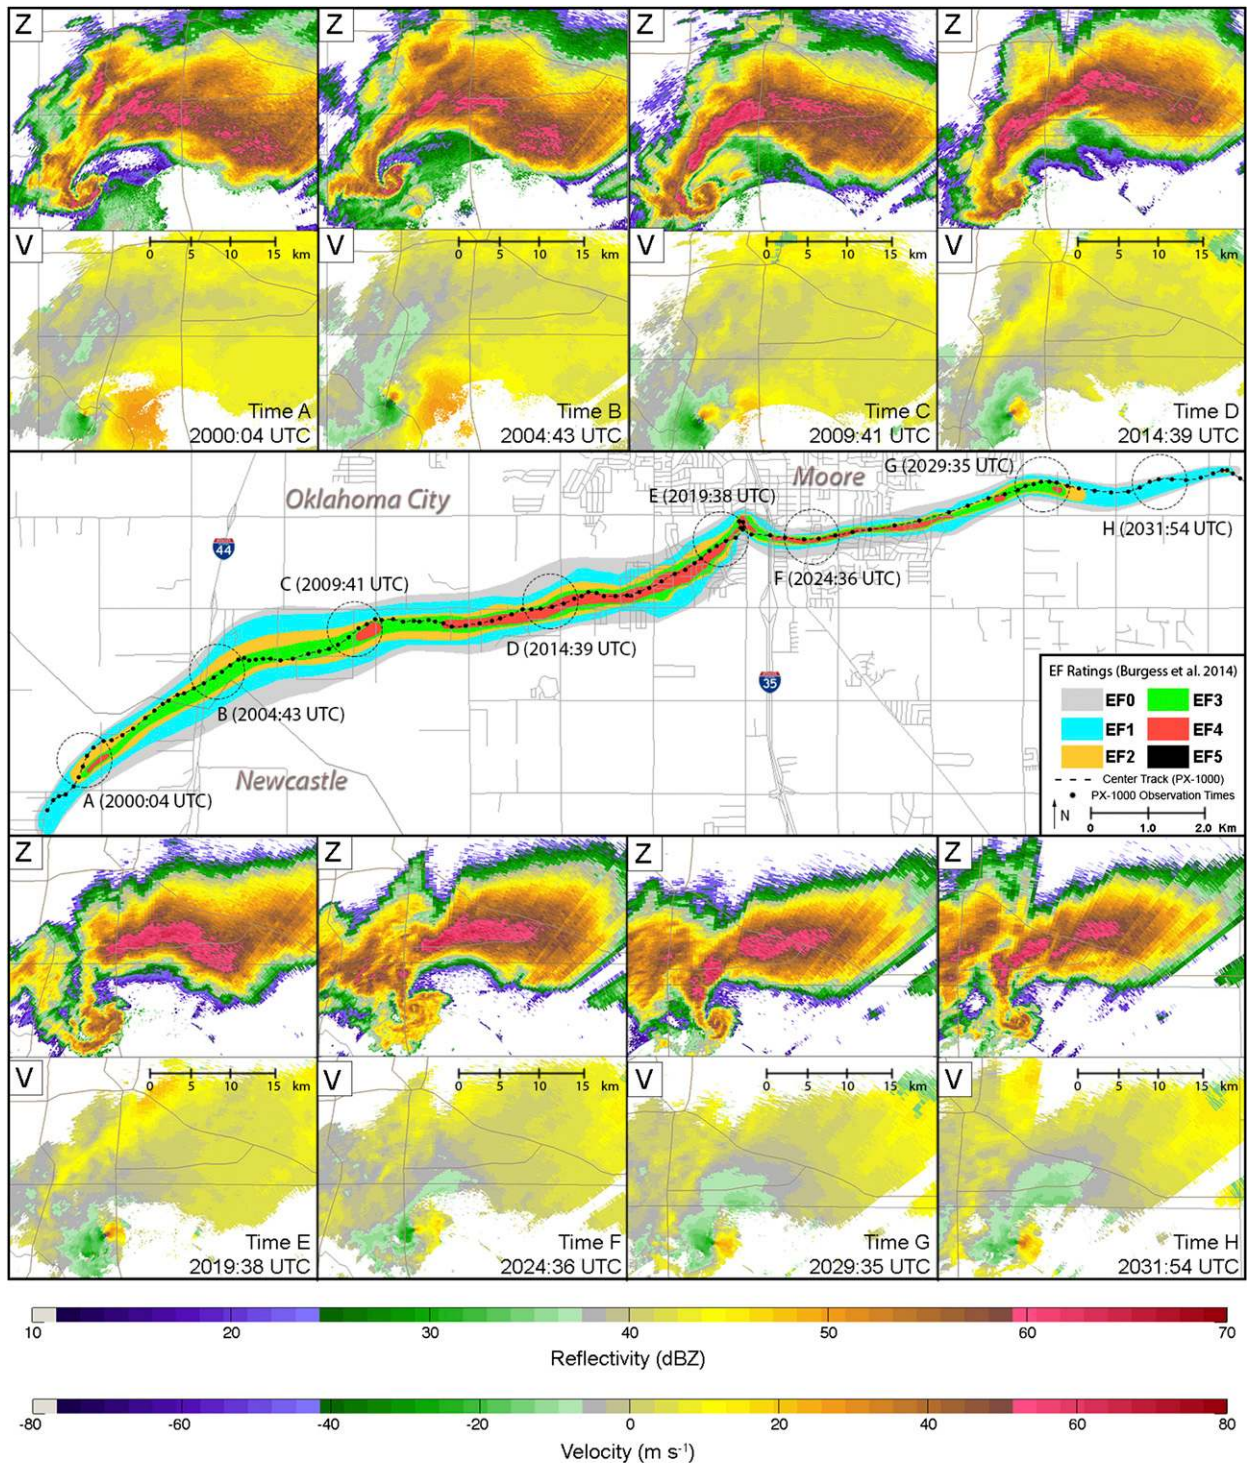 Z Z Z Z
V 0 5 10 15 km V 0 5 10 15 km V 0 5 10 15 km V 0 5 10 15 km
Time A Time B Time C Time D
2000:04 UTC 2004:43 UTC 2009:41 UTC 2014:39 UTC
G (2029:35 UTC)
Moore
Oklahoma City
E (2019:38 UTC)
H (2031:54 UTC)
44
C (2009:41 UTC)
F (2024:36 UTC)
D (2014:39 UTC)
EF Ratings (Burgess et al. 2014)
35
EF0 EF3
B (2004:43 UTC)
EF1 EF4
EF2 EF5
Newcastle
Center Track (PX-1000)
A (2000:04 UTC)
PX-1000 Observation Times
N 0 1.0 2.0 Km
Z Z Z Z
V 0 5 10 15 km V 0 5 10 15 km V 0 5 10 15 km V 0 5 10 15 km
Time E Time F Time G Time H
2019:38 UTC 2024:36 UTC 2029:35 UTC 2031:54 UTC
10 20 30 40 50 60 70
Reflectivity (dBZ)
-80 -60 -40 -20 0 20 40 60 80
Velocity (m s⁻¹)